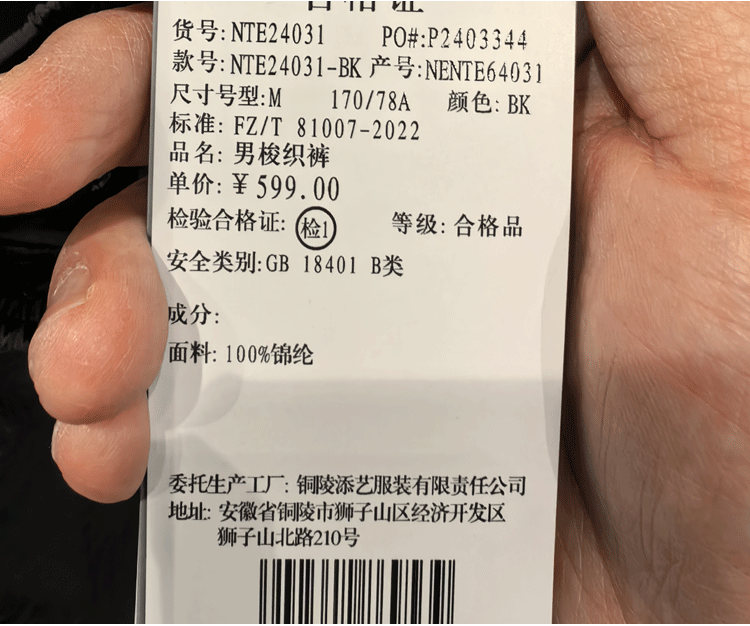 合格证
货号: NTE24031 PO#:P2403344
款号: NTE24031-BK 产号: NENTE64031
尺寸号型:M 170/78A 颜色: BK
标准: FZ/T 81007-2022
品名: 男梭织裤
单价: ¥599.00
检验合格证: 检1 等级: 合格品
安全类别:GB 18401 B类
成分:
面料: 100%锦纶
委托生产工厂: 铜陵添艺服装有限责任公司
地址: 安徽省铜陵市狮子山区经济开发区
狮子山北路210号